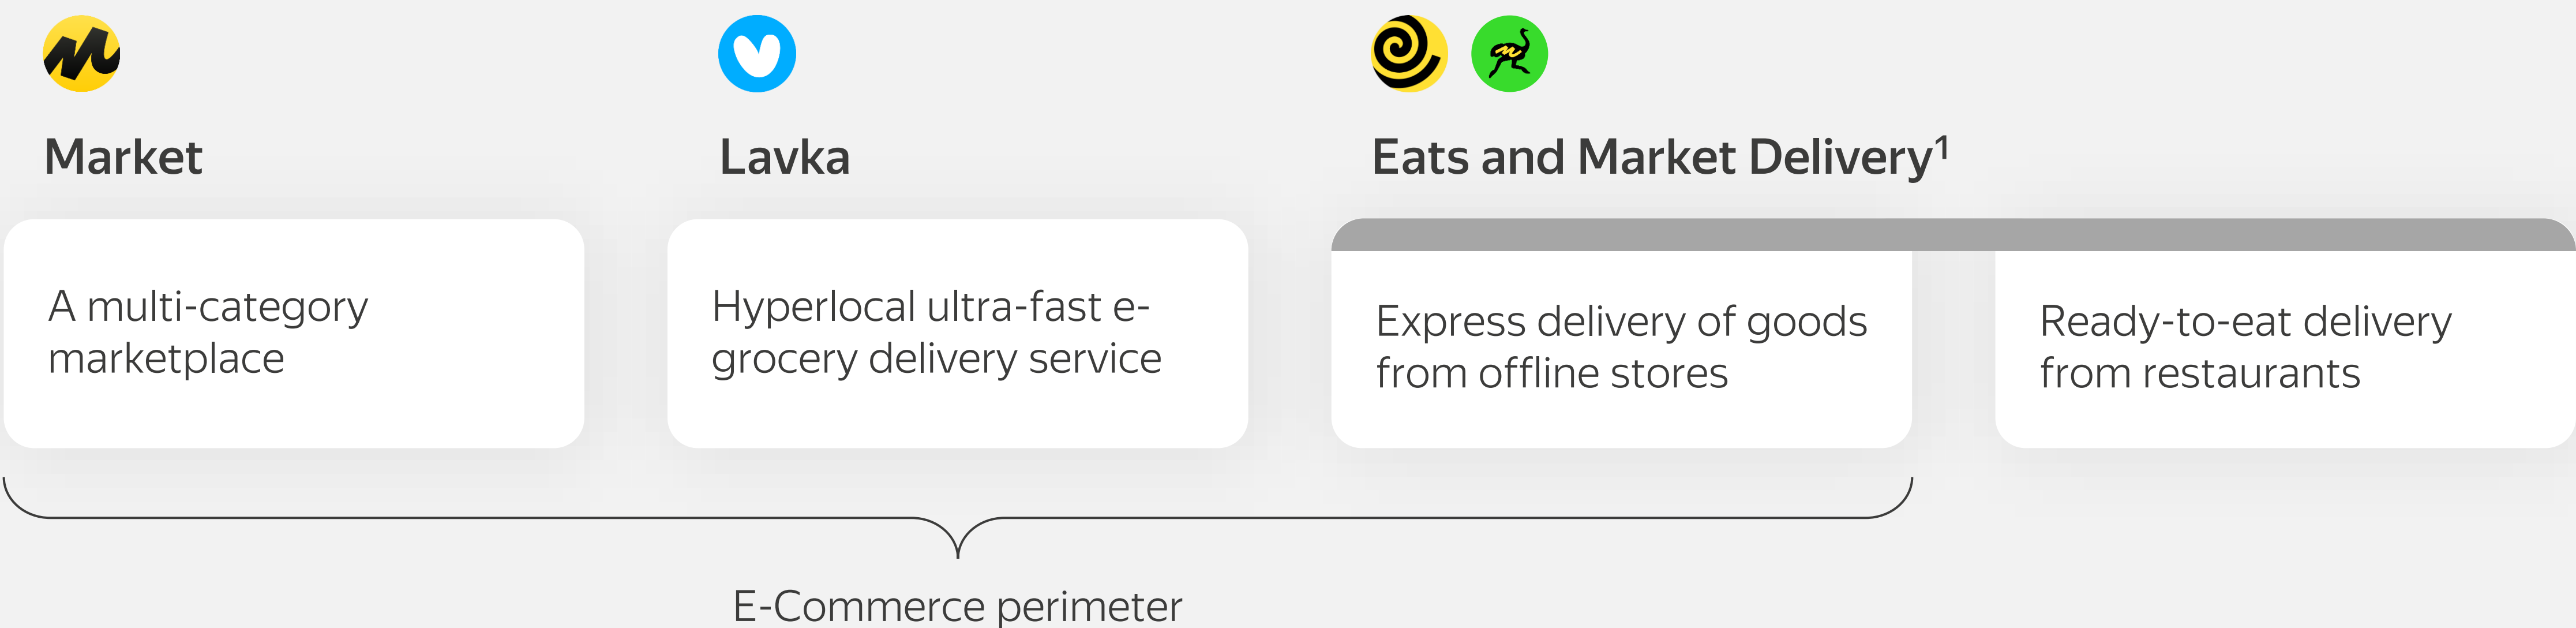 Market
Lavka
Eats and Market Delivery¹
A multi-category
marketplace
Hyperlocal ultra-fast e-
grocery delivery service
Express delivery of goods
from offline stores
Ready-to-eat delivery
from restaurants
E-Commerce perimeter